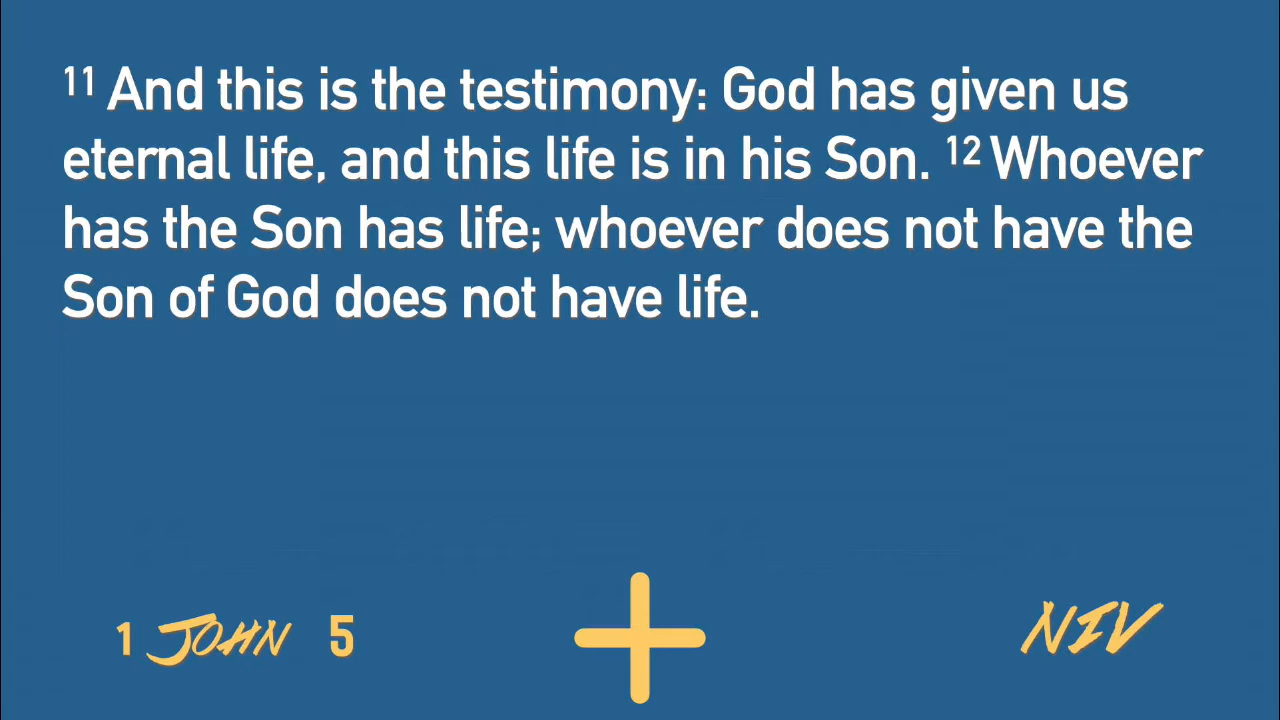 11 And this is the testimony: God has given us
eternal life, and this life is in his Son. 12 Whoever
has the Son has life; whoever does not have the
Son of God does not have life.
1 JOHN 5
NIV